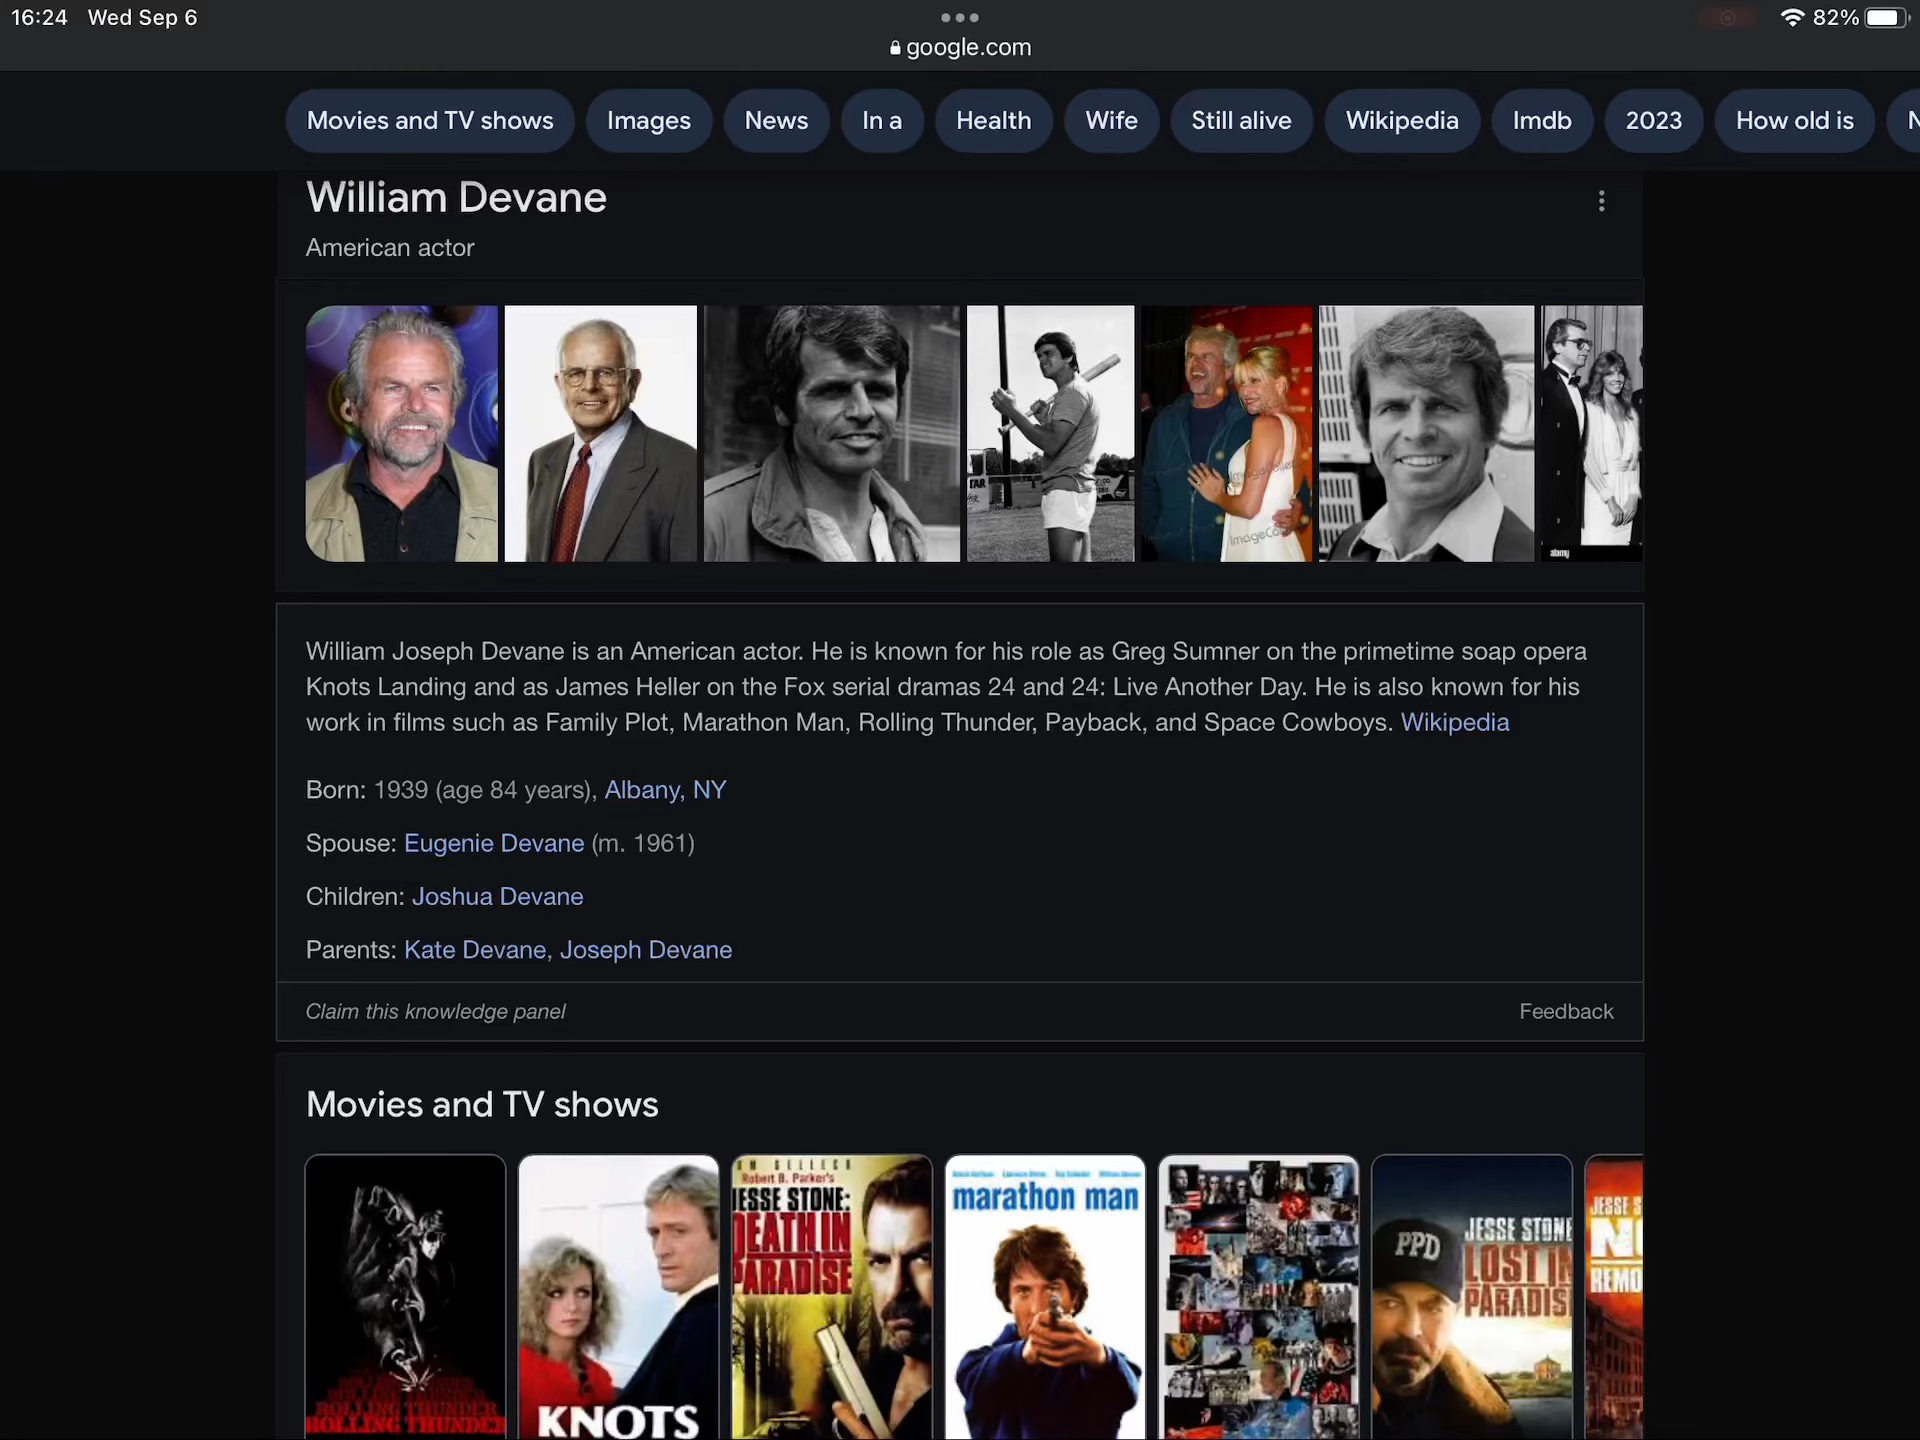 16:24 Wed Sep 6
82%
google.com
Movies and TV shows
Images
News
In a
Health
Wife
Still alive
Wikipedia
Imdb
2023
How old is
N
William Devane
American actor
alamy
William Joseph Devane is an American actor. He is known for his role as Greg Sumner on the primetime soap opera
Knots Landing and as James Heller on the Fox serial dramas 24 and 24: Live Another Day. He is also known for his
work in films such as Family Plot, Marathon Man, Rolling Thunder, Payback, and Space Cowboys. Wikipedia
Born: 1939 (age 84 years), Albany, NY
Spouse: Eugenie Devane (m. 1961)
Children: Joshua Devane
Parents: Kate Devane, Joseph Devane
Claim this knowledge panel
Feedback
Movies and TV shows
ROLLING THUNDER
KNOTS
OM SELLECK
Robert B. Parker's
JESSE STONE:
DEATH IN
PARADISE
marathon man
PPD
JESSE STONE
LOST IN
PARADIS
JESSE S
NO
REMO